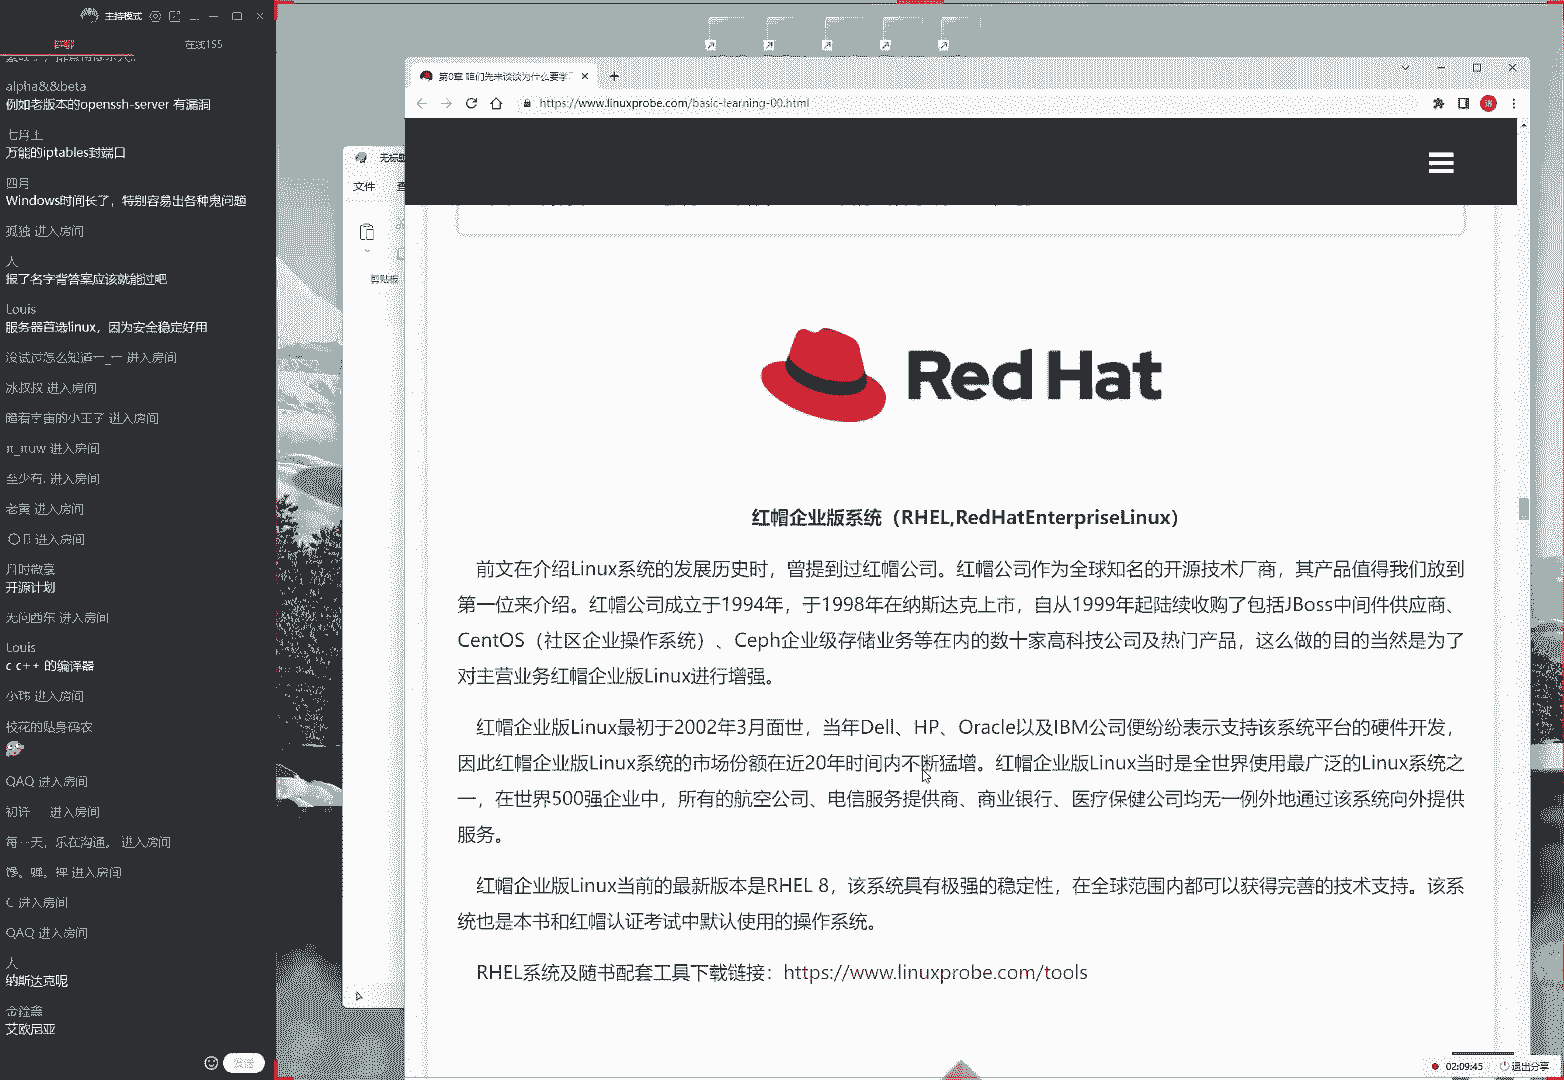 主持模式
在线155
alpha&&beta
例如老版本的openssh-server 有漏洞
七月上
万能的iptables封端口
四月
Windows时间长了，特别容易出各种鬼问题
孤独 进入房间
人
报了名字背答案应该就能过吧
Louis
服务器首选linux，因为安全稳定好用
没试过怎么知道一_一 进入房间
冰叔叔 进入房间
瞻着宇宙的小王子 进入房间
π_πuw 进入房间
至少有. 进入房间
老寅 进入房间
进入房间
开源计划
无问西东 进入房间
Louis
c c++ 的编译器
小玮 进入房间
校花的贴身码农
QAQ 进入房间
初许 进入房间
每一天，乐在沟通。 进入房间
进入房间
进入房间
QAQ 进入房间
人
纳斯达克呢
艾欧尼亚
发送
文件
剪贴板
第0章 咱们先来谈谈为什么要学
https://www.linuxprobe.com/basic-learning-00.html
Red Hat
红帽企业版系统（RHEL,RedHatEnterpriseLinux）
前文在介绍Linux系统的发展历史时，曾提到过红帽公司。红帽公司作为全球知名的开源技术厂商，其产品值得我们放到
第一位来介绍。红帽公司成立于1994年，于1998年在纳斯达克上市，自从1999年起陆续收购了包括JBoss中间件供应商、
CentOS（社区企业操作系统）、Ceph企业级存储业务等在内的数十家高科技公司及热门产品，这么做的目的当然是为了
对主营业务红帽企业版Linux进行增强。
红帽企业版Linux最初于2002年3月面世，当年Dell、HP、Oracle以及IBM公司便纷纷表示支持该系统平台的硬件开发，
因此红帽企业版Linux系统的市场份额在近20年时间内不断猛增。红帽企业版Linux当时是全世界使用最广泛的Linux系统之
一，在世界500强企业中，所有的航空公司、电信服务提供商、商业银行、医疗保健公司均无一例外地通过该系统向外提供
服务。
红帽企业版Linux当前的最新版本是RHEL 8，该系统具有极强的稳定性，在全球范围内都可以获得完善的技术支持。该系
统也是本书和红帽认证考试中默认使用的操作系统。
RHEL系统及随书配套工具下载链接：https://www.linuxprobe.com/tools
02:09:45
退出分享